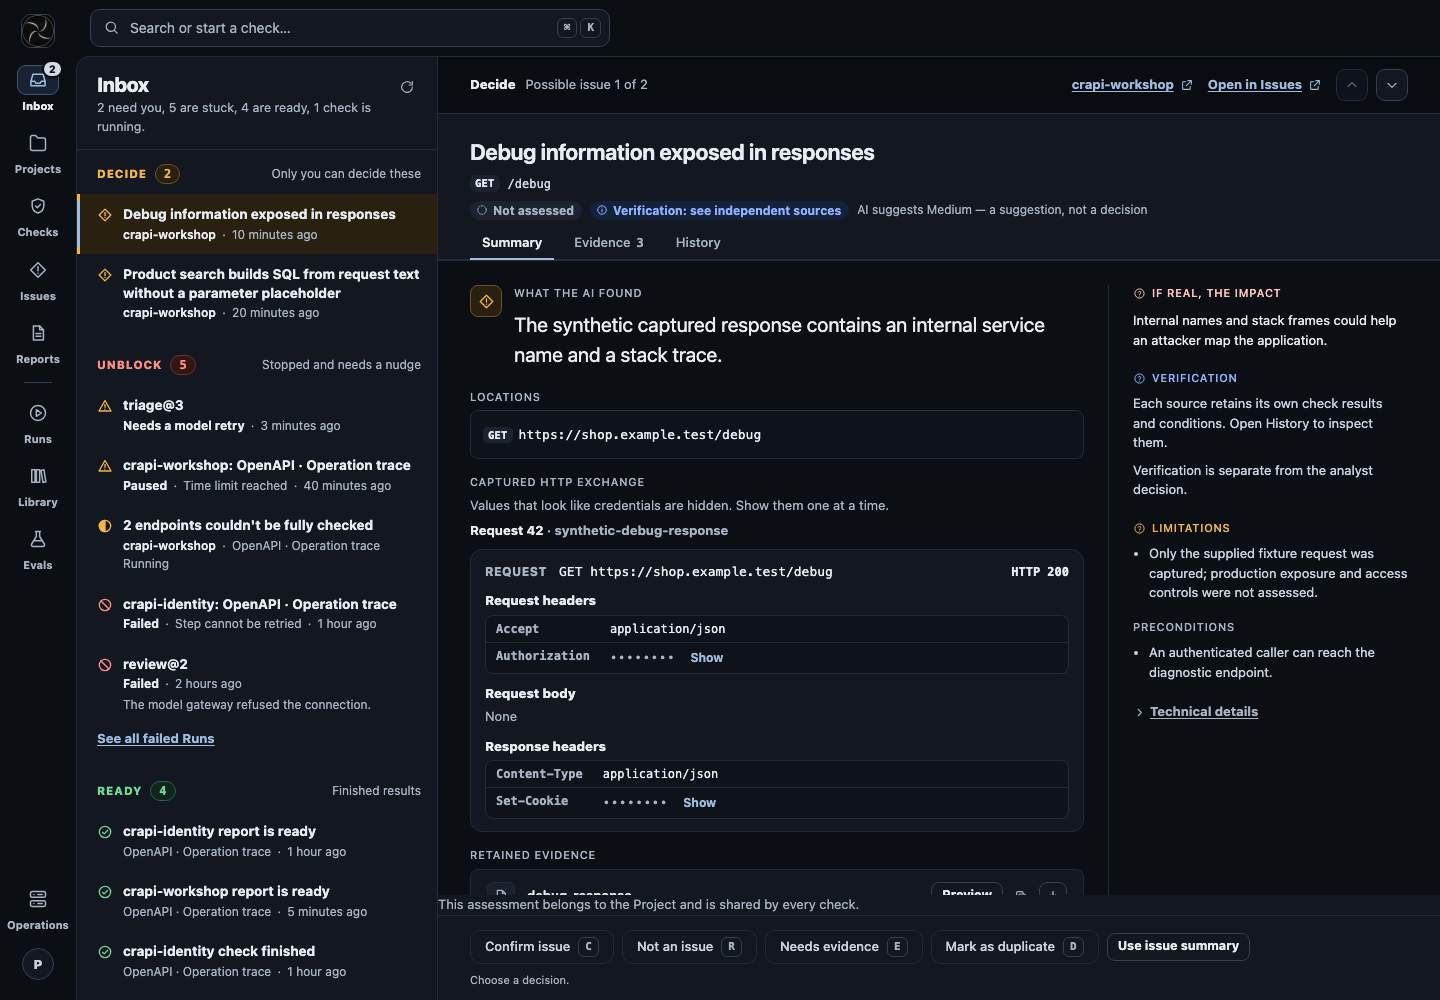 Search or start a check...
⌘ K
2
Inbox
Projects
Checks
Issues
Reports
Runs
Library
Evals
Operations
P
Inbox
2 need you, 5 are stuck, 4 are ready, 1 check is
running.
DECIDE 2 Only you can decide these
Debug information exposed in responses
crapi-workshop · 10 minutes ago
Product search builds SQL from request text
without a parameter placeholder
crapi-workshop · 20 minutes ago
UNBLOCK 5 Stopped and needs a nudge
triage@3
Needs a model retry · 3 minutes ago
crapi-workshop: OpenAPI · Operation trace
Paused · Time limit reached · 40 minutes ago
2 endpoints couldn't be fully checked
crapi-workshop · OpenAPI · Operation trace
Running
crapi-identity: OpenAPI · Operation trace
Failed · Step cannot be retried · 1 hour ago
review@2
Failed · 2 hours ago
The model gateway refused the connection.
See all failed Runs
READY 4 Finished results
crapi-identity report is ready
OpenAPI · Operation trace · 1 hour ago
crapi-workshop report is ready
OpenAPI · Operation trace · 5 minutes ago
crapi-identity check finished
OpenAPI · Operation trace · 1 hour ago
Decide Possible issue 1 of 2
crapi-workshop Open in Issues
Debug information exposed in responses
GET /debug
Not assessed Verification: see independent sources AI suggests Medium — a suggestion, not a decision
Summary Evidence 3 History
WHAT THE AI FOUND
The synthetic captured response contains an internal service
name and a stack trace.
LOCATIONS
GET https://shop.example.test/debug
CAPTURED HTTP EXCHANGE
Values that look like credentials are hidden. Show them one at a time.
Request 42 · synthetic-debug-response
REQUEST GET https://shop.example.test/debug HTTP 200
Request headers
Accept application/json
Authorization •••••••• Show
Request body
None
Response headers
Content-Type application/json
Set-Cookie •••••••• Show
RETAINED EVIDENCE
debug-response Preview
IF REAL, THE IMPACT
Internal names and stack frames could help
an attacker map the application.
VERIFICATION
Each source retains its own check results
and conditions. Open History to inspect
them.
Verification is separate from the analyst
decision.
LIMITATIONS
• Only the supplied fixture request was
captured; production exposure and access
controls were not assessed.
PRECONDITIONS
• An authenticated caller can reach the
diagnostic endpoint.
Technical details
This assessment belongs to the Project and is shared by every check.
Confirm issue C Not an issue R Needs evidence E Mark as duplicate D Use issue summary
Choose a decision.